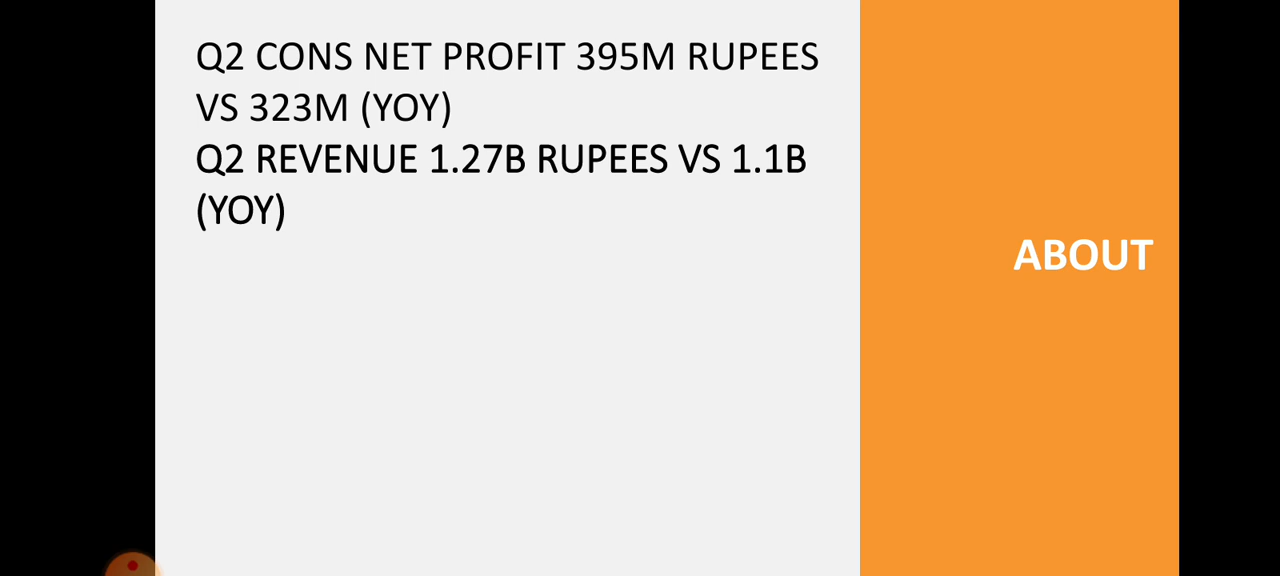 Q2 CONS NET PROFIT 395M RUPEES
VS 323M (YOY)
Q2 REVENUE 1.27B RUPEES VS 1.1B
(YOY)
ABOUT